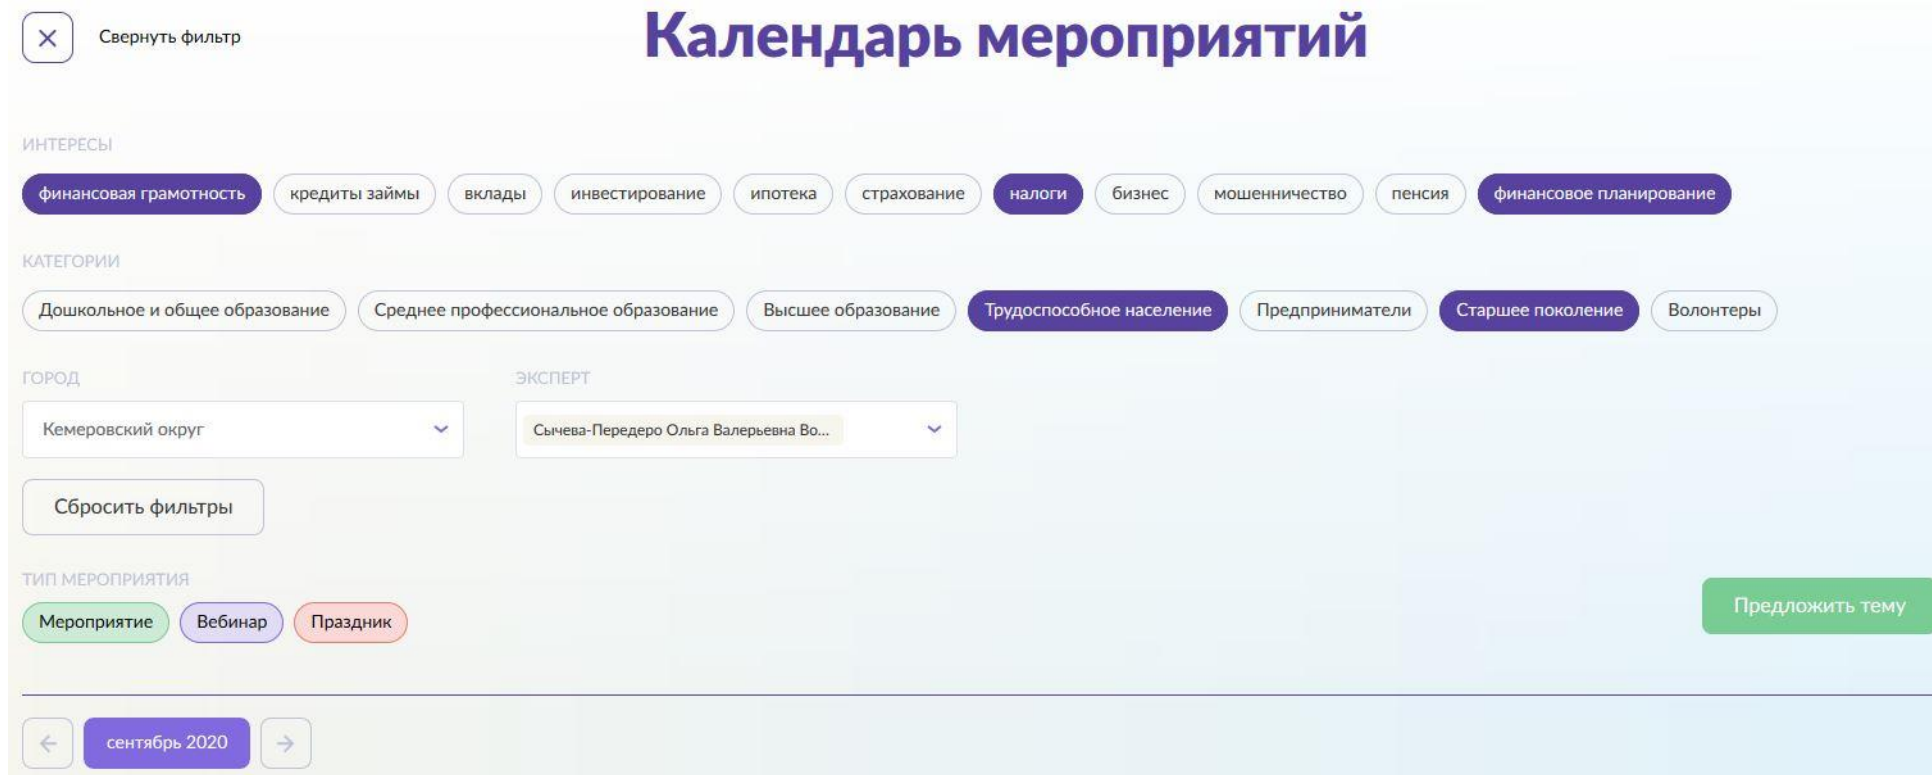 Свернуть фильтр
Календарь мероприятий
ИНТЕРЕСЫ
финансовая грамотность кредиты займы вклады инвестирование ипотека страхование налоги бизнес мошенничество пенсия финансовое планирование
КАТЕГОРИИ
Дошкольное и общее образование Среднее профессиональное образование Высшее образование Трудоспособное население Предприниматели Старшее поколение Волонтеры
ГОРОД ЭКСПЕРТ
Кемеровский округ Сычева-Передеро Ольга Валерьевна Во...
Сбросить фильтры
ТИП МЕРОПРИЯТИЯ
Мероприятие Вебинар Праздник
Предложить тему
сентябрь 2020